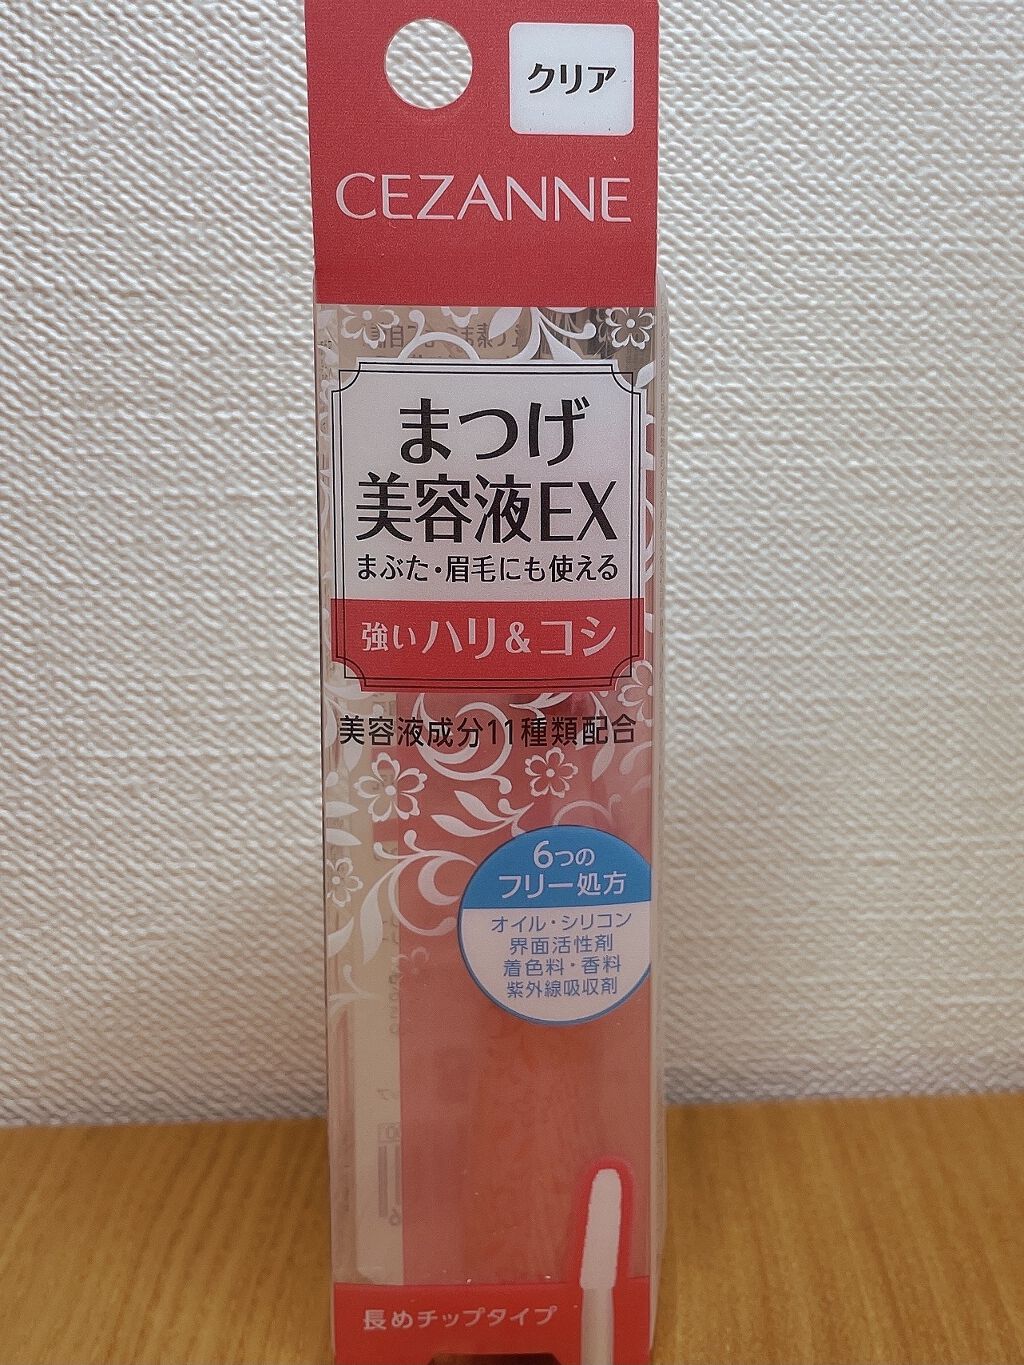 クリア
CEZANNE
まつげ
美容液EX
まぶた・眉毛にも使える
強いハリ&コシ
美容液成分11種類配合
6つの
フリー処方
オイル・シリコン
界面活性剤
着色料・香料
紫外線吸収剤
長めチップタイプ